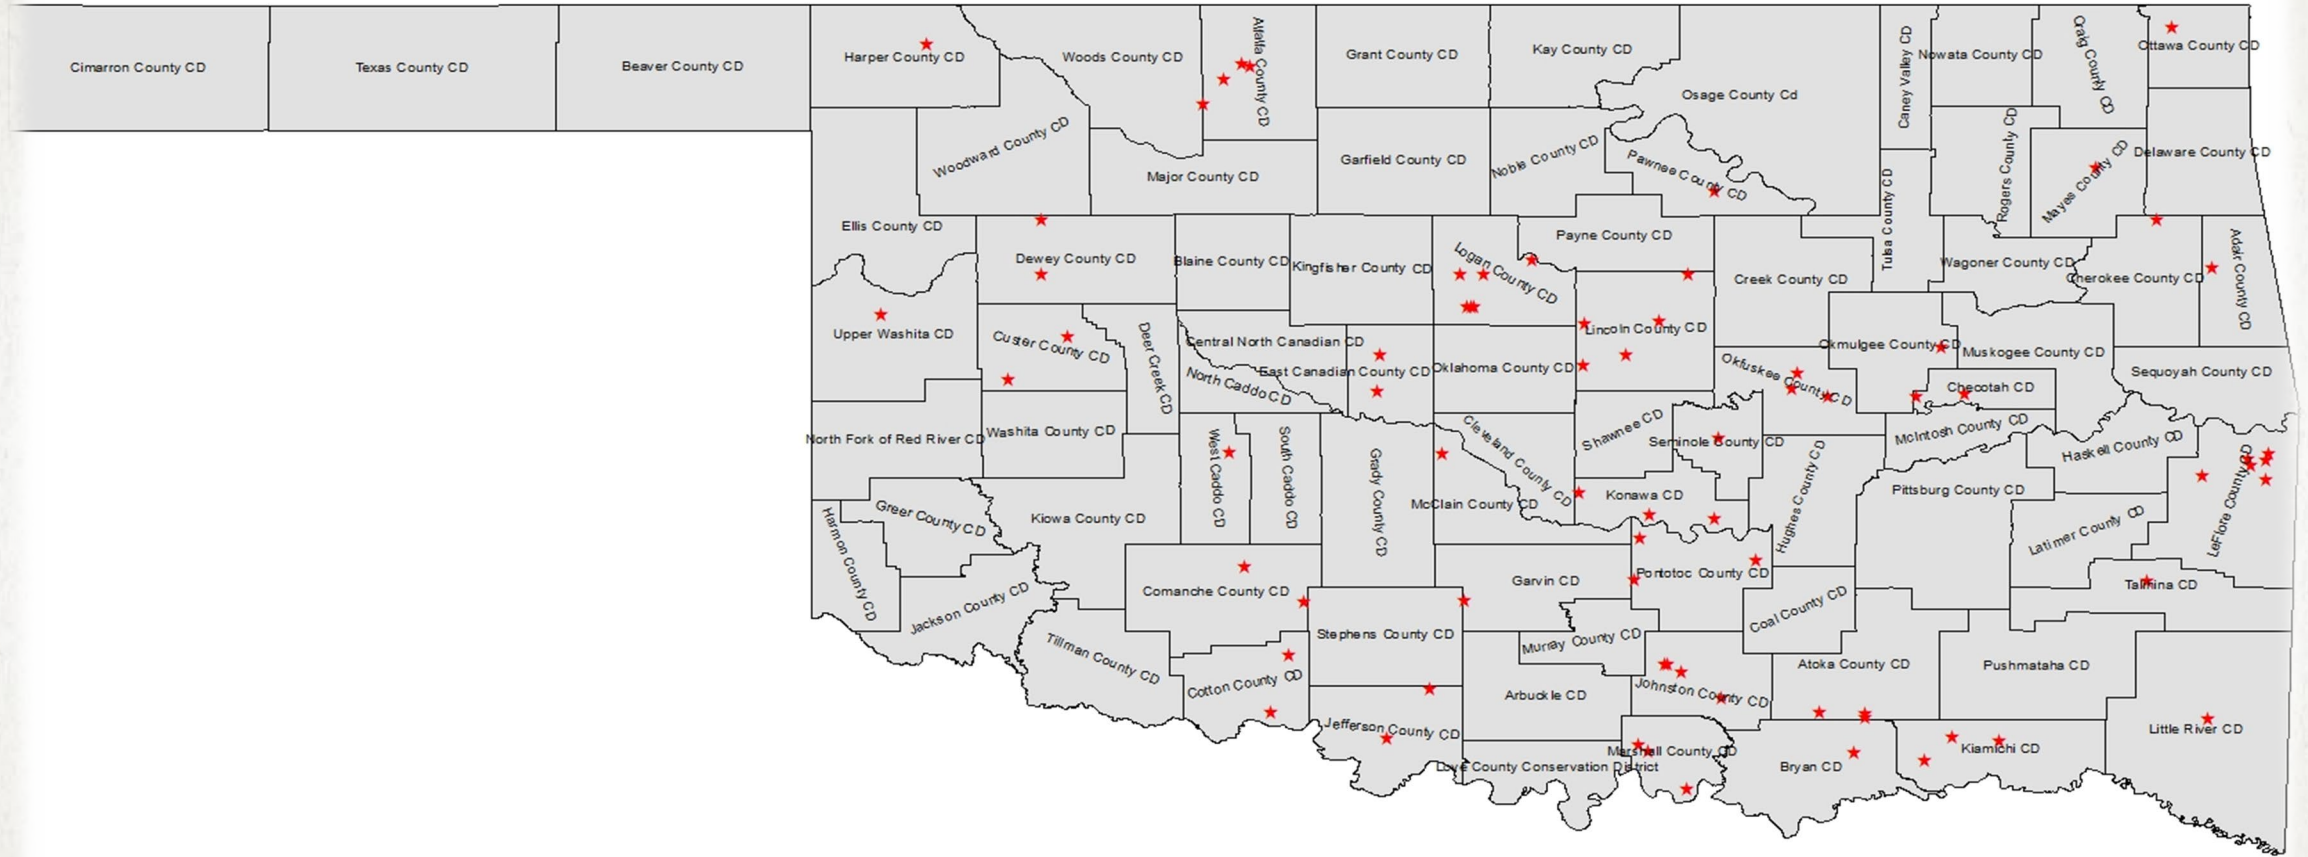 Cimarron County CD
Texas County CD
Beaver County CD
Harper County CD
Woods County CD
Alfalfa County CD
Grant County CD
Kay County CD
Osage County Cd
Caney Valley CD
Nowata County CD
Craig County CD
Ottawa County CD
Woodward County CD
Major County CD
Garfield County CD
Noble County CD
Pawnee County CD
Rogers County CD
Mayes County CD
Delaware County CD
Ellis County CD
Dewey County CD
Blaine County CD
Kingfisher County CD
Logan County CD
Payne County CD
Creek County CD
Tulsa County CD
Wagoner County CD
Cherokee County CD
Adair County CD
Upper Washita CD
Custer County CD
Deer Creek CD
Central North Canadian CD
East Canadian County CD
North Caddo CD
Oklahoma County CD
Lincoln County CD
Okfuskee County CD
Okmulgee County CD
Muskogee County CD
Checotah CD
Sequoyah County CD
North Fork of Red River CD
Washita County CD
West Caddo CD
South Caddo CD
Grady County CD
Cleveland County CD
Shawnee CD
Seminole County CD
Hughes County CD
McIntosh County CD
Haskell County CD
LeFlore County CD
Harmon County CD
Greer County CD
Kiowa County CD
McClain County CD
Konawa CD
Pittsburg County CD
Latimer County CD
Jackson County CD
Comanche County CD
Garvin CD
Pontotoc County CD
Coal County CD
Talihina CD
Tillman County CD
Cotton County CD
Stephens County CD
Murray County CD
Johnston County CD
Atoka County CD
Pushmataha CD
Arbuckle CD
Jefferson County CD
Love County Conservation District
Marshall County CD
Bryan CD
Kiamichi CD
Little River CD